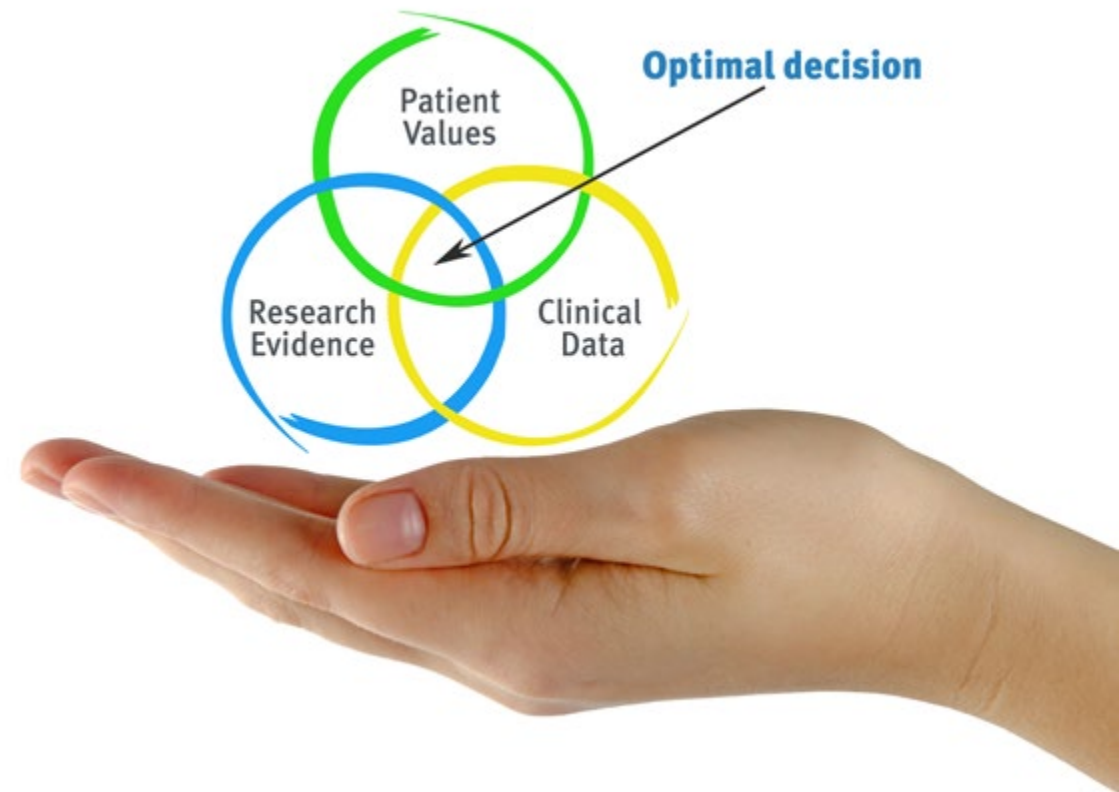 Optimal decision
Patient
Values
Research
Evidence
Clinical
Data